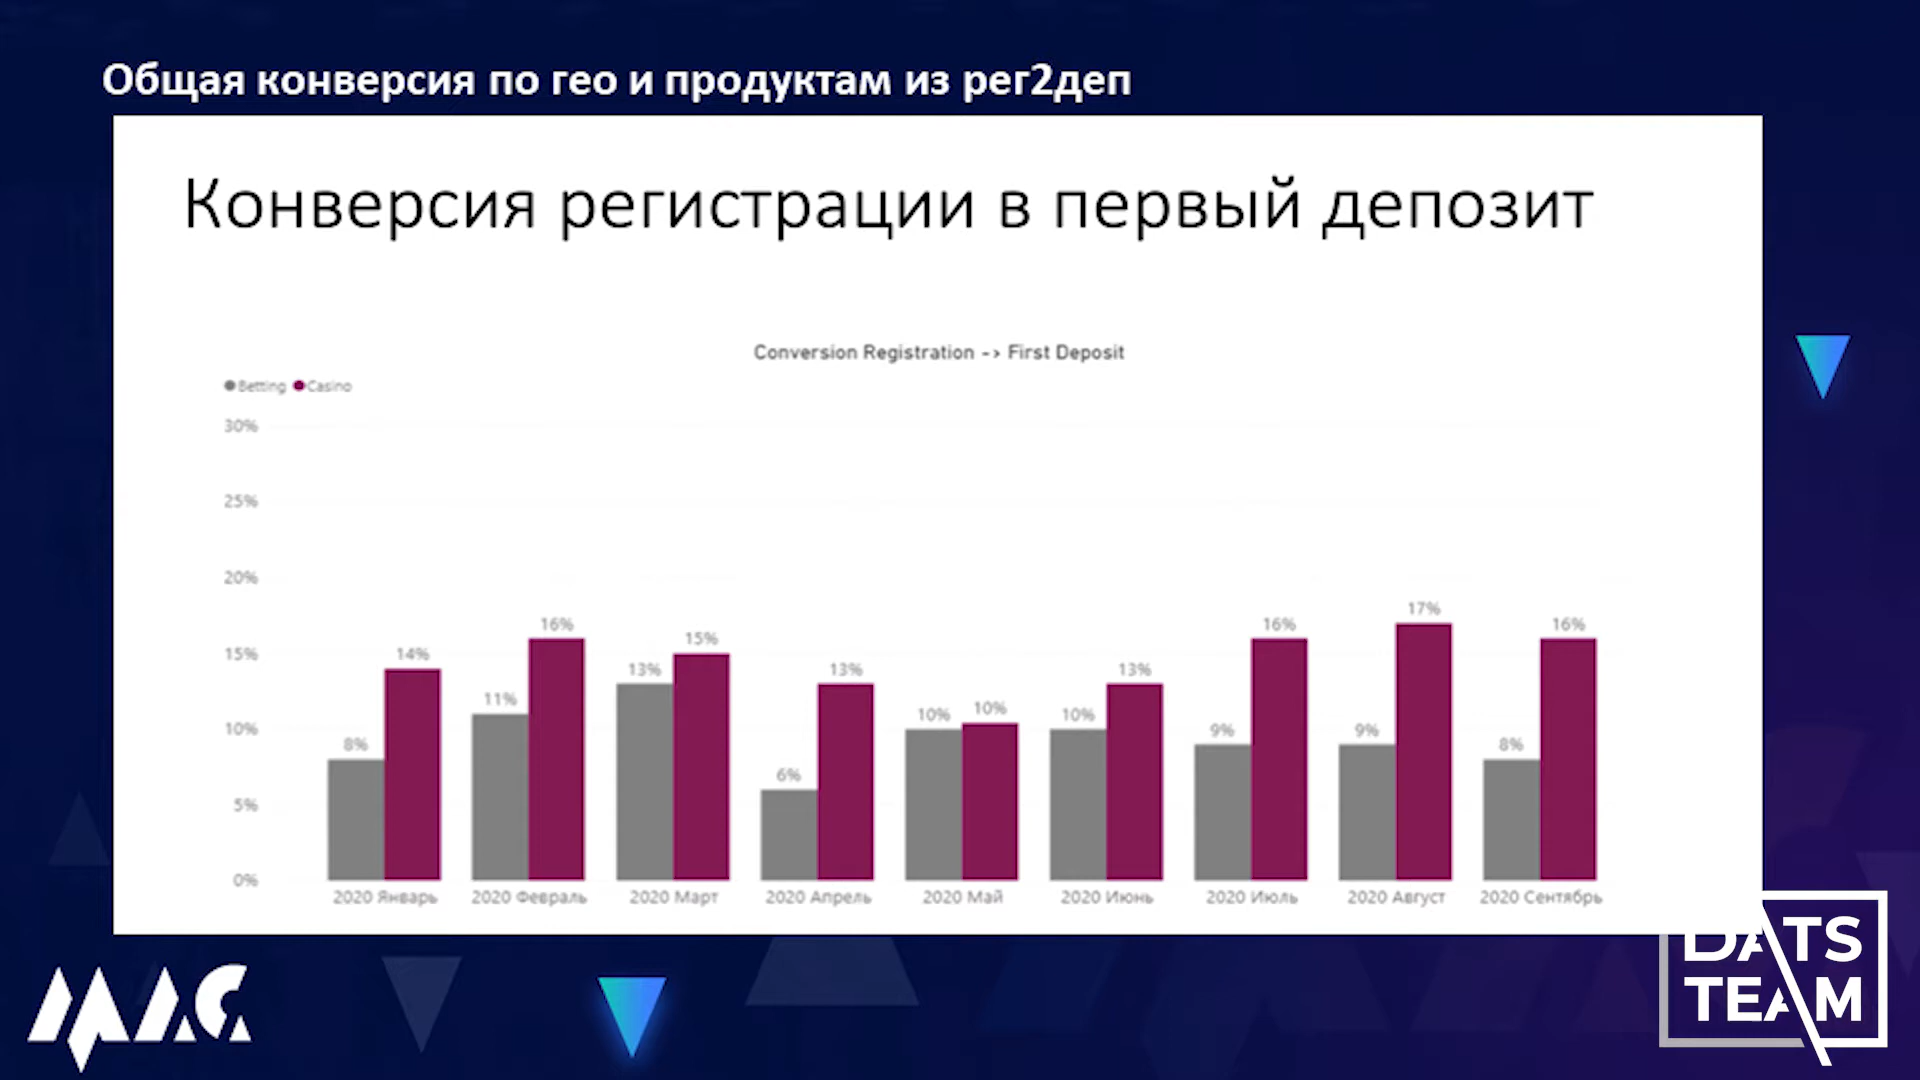 Общая конверсия по гео и продуктам из рег2деп
Конверсия регистрации в первый депозит
Conversion Registration -> First Deposit
Betting Casino
30%
25%
20%
15%
10%
5%
0%
8% 14% 11% 16% 13% 15% 6% 13% 10% 10% 10% 13% 9% 16% 9% 17% 8% 16%
2020 Январь 2020 Февраль 2020 Март 2020 Апрель 2020 Май 2020 Июнь 2020 Июль 2020 Август 2020 Сентябрь
MAC
DATS
TEAM